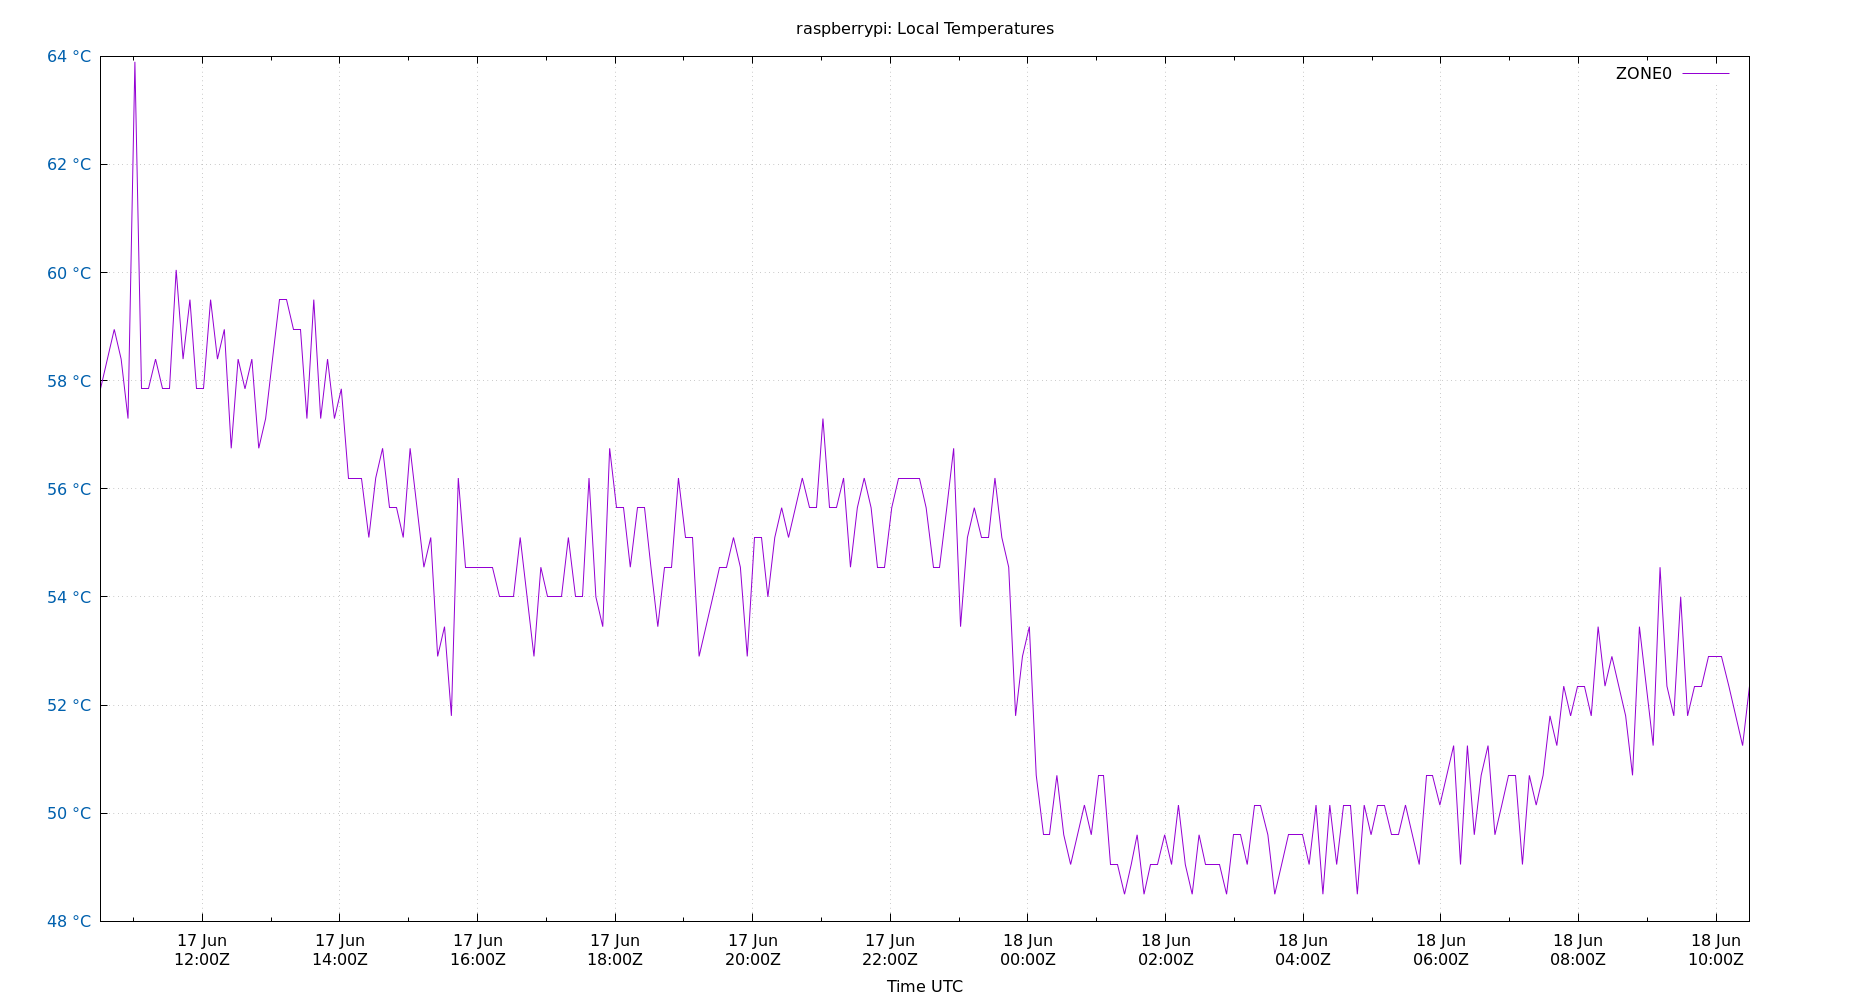 raspberrypi: Local Temperatures
64 °C
ZONE0
62 °C
60 °C
58 °C
56 °C
54 °C
52 °C
50 °C
48 °C
17 Jun 17 Jun 17 Jun 17 Jun 17 Jun 17 Jun 18 Jun 18 Jun 18 Jun 18 Jun 18 Jun 18 Jun
12:00Z 14:00Z 16:00Z 18:00Z 20:00Z 22:00Z 00:00Z 02:00Z 04:00Z 06:00Z 08:00Z 10:00Z
Time UTC